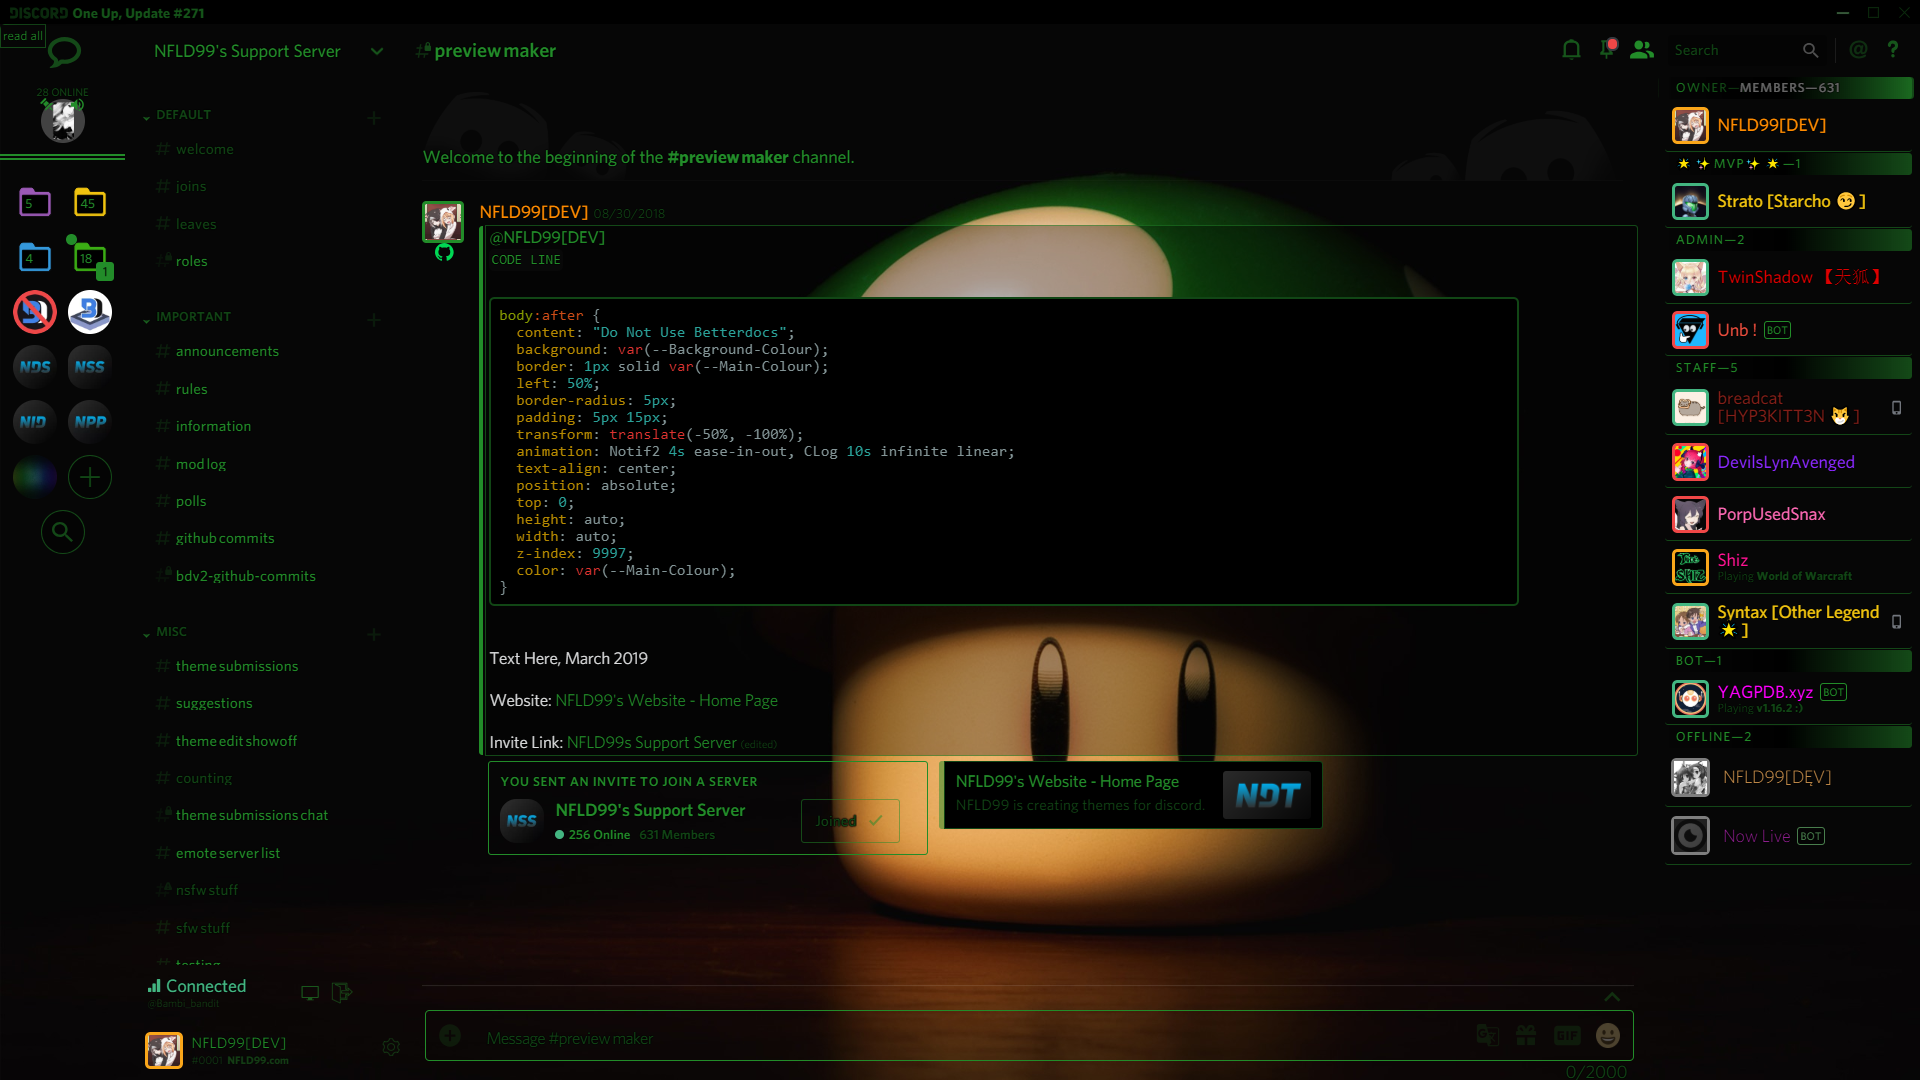 DISCORD One Up, Update #271
read all
28 ONLINE
5
45
4
18
1
NDS
NSS
NID
NPP
NFLD99's Support Server
DEFAULT
welcome
joins
leaves
roles
IMPORTANT
announcements
rules
information
mod log
polls
github commits
bdv2-github-commits
MISC
theme submissions
suggestions
theme edit showoff
counting
theme submissions chat
emote server list
nsfw stuff
sfw stuff
testing
Connected
@Bambi_bandit
NFLD99[DEV]
#0001 NFLD99.com
# preview maker
Search
Welcome to the beginning of the #preview maker channel.
NFLD99[DEV] 08/30/2018
@NFLD99[DEV]
CODE LINE
body:after {
content: "Do Not Use Betterdocs";
background: var(--Background-Colour);
border: 1px solid var(--Main-Colour);
left: 50%;
border-radius: 5px;
padding: 5px 15px;
transform: translate(-50%, -100%);
animation: Notif2 4s ease-in-out, CLog 10s infinite linear;
text-align: center;
position: absolute;
top: 0;
height: auto;
width: auto;
z-index: 9997;
color: var(--Main-Colour);
}
Text Here, March 2019
Website: NFLD99's Website - Home Page
Invite Link: NFLD99s Support Server (edited)
YOU SENT AN INVITE TO JOIN A SERVER
NSS
NFLD99's Support Server
256 Online 631 Members
Joined
NFLD99's Website - Home Page
NFLD99 is creating themes for discord.
NDT
Message #preview maker
GIF
0/2000
OWNER—MEMBERS—631
NFLD99[DEV]
🌟 ✨ MVP ✨ 🌟 —1
Strato [Starcho 😏 ]
ADMIN—2
TwinShadow 【天狐】
Unb ! BOT
STAFF—5
breadcat
[HYP3KITT3N 🐱 ]
DevilsLynAvenged
PorpUsedSnax
Shiz
Playing World of Warcraft
Syntax [Other Legend
🌟 ]
BOT—1
YAGPDB.xyz BOT
Playing v1.16.2 :)
OFFLINE—2
NFLD99[DẸV]
Now Live BOT